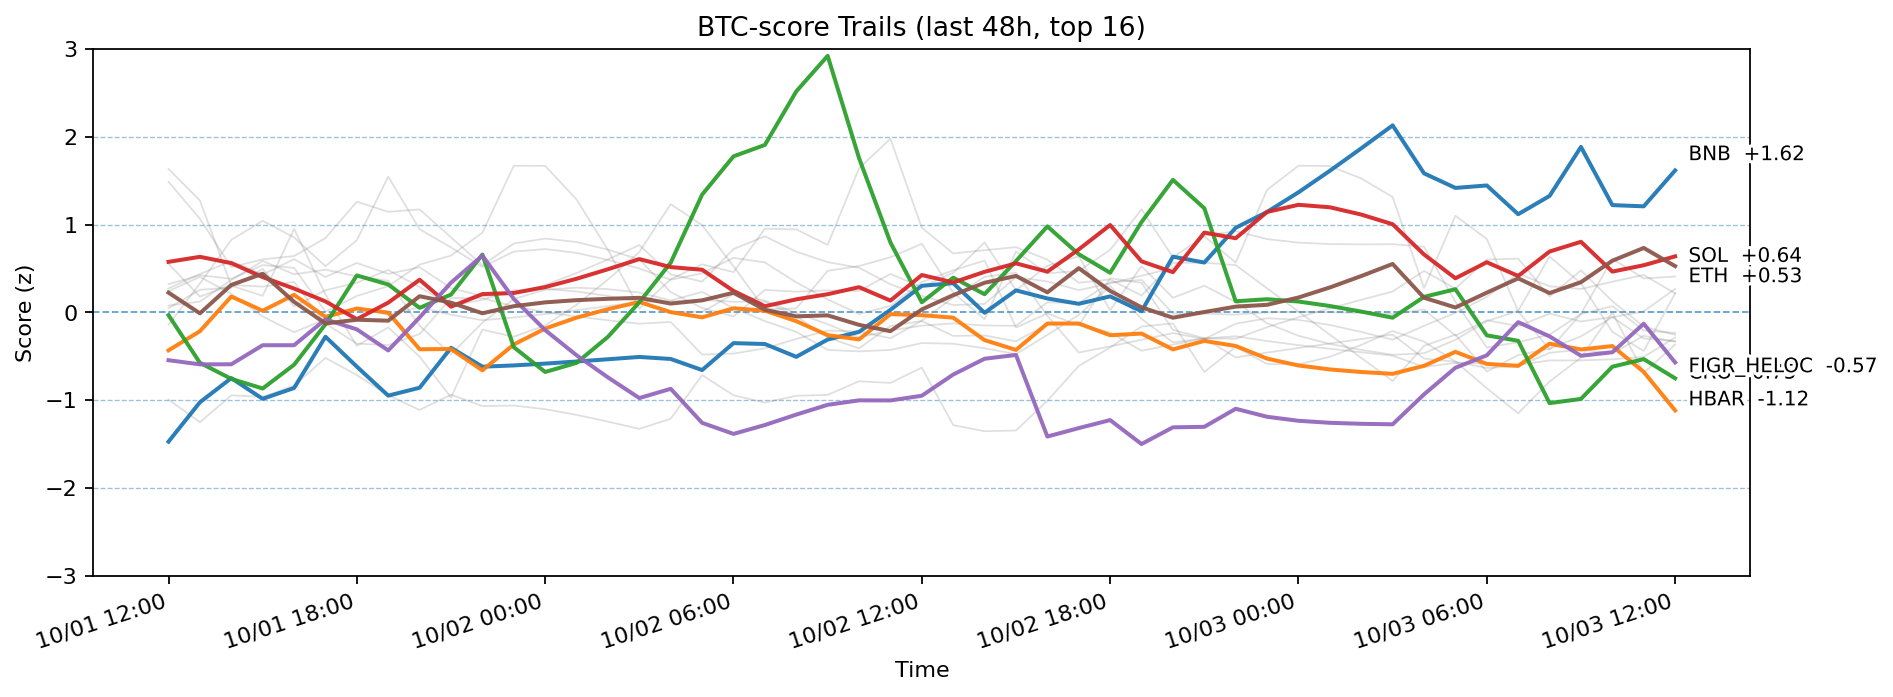 BTC-score Trails (last 48h, top 16)
Score (z)
3
2
1
0
−1
−2
−3
BNB +1.62
SOL +0.64
ETH +0.53
FIGR_HELOC -0.57
HBAR -1.12
10/01 12:00
10/01 18:00
10/02 00:00
10/02 06:00
10/02 12:00
10/02 18:00
10/03 00:00
10/03 06:00
10/03 12:00
Time